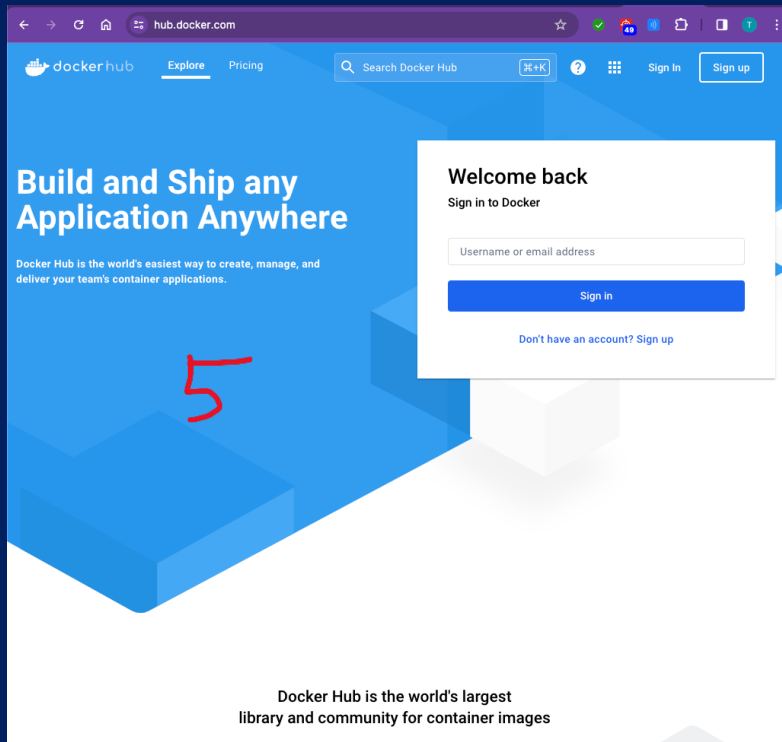 hub.docker.com
49
T
dockerhub
Explore
Pricing
Search Docker Hub
⌘+K
?
Sign In
Sign up
Build and Ship any
Application Anywhere
Docker Hub is the world's easiest way to create, manage, and
deliver your team's container applications.
Welcome back
Sign in to Docker
Username or email address
Sign in
Don't have an account? Sign up
5
Docker Hub is the world's largest
library and community for container images